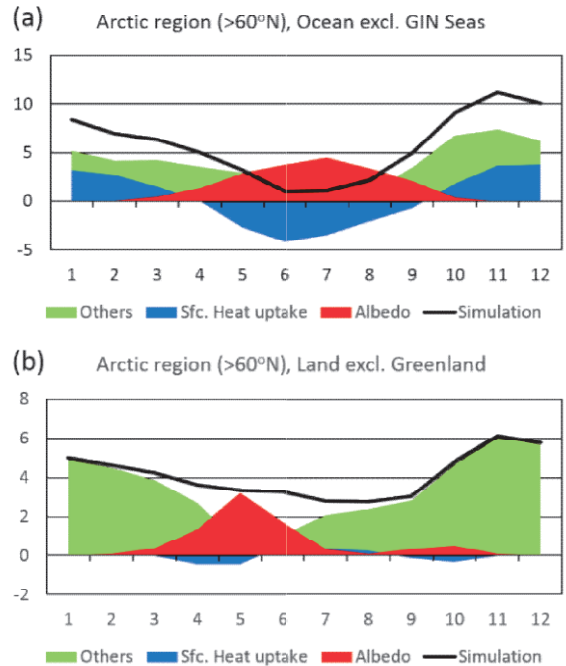 (a) Arctic region (>60°N), Ocean excl. GIN Seas
15
10
5
0
-5
1 2 3 4 5 6 7 8 9 10 11 12
Others Sfc. Heat uptake Albedo Simulation
(b) Arctic region (>60°N), Land excl. Greenland
8
6
4
2
0
-2
1 2 3 4 5 6 7 8 9 10 11 12
Others Sfc. Heat uptake Albedo Simulation